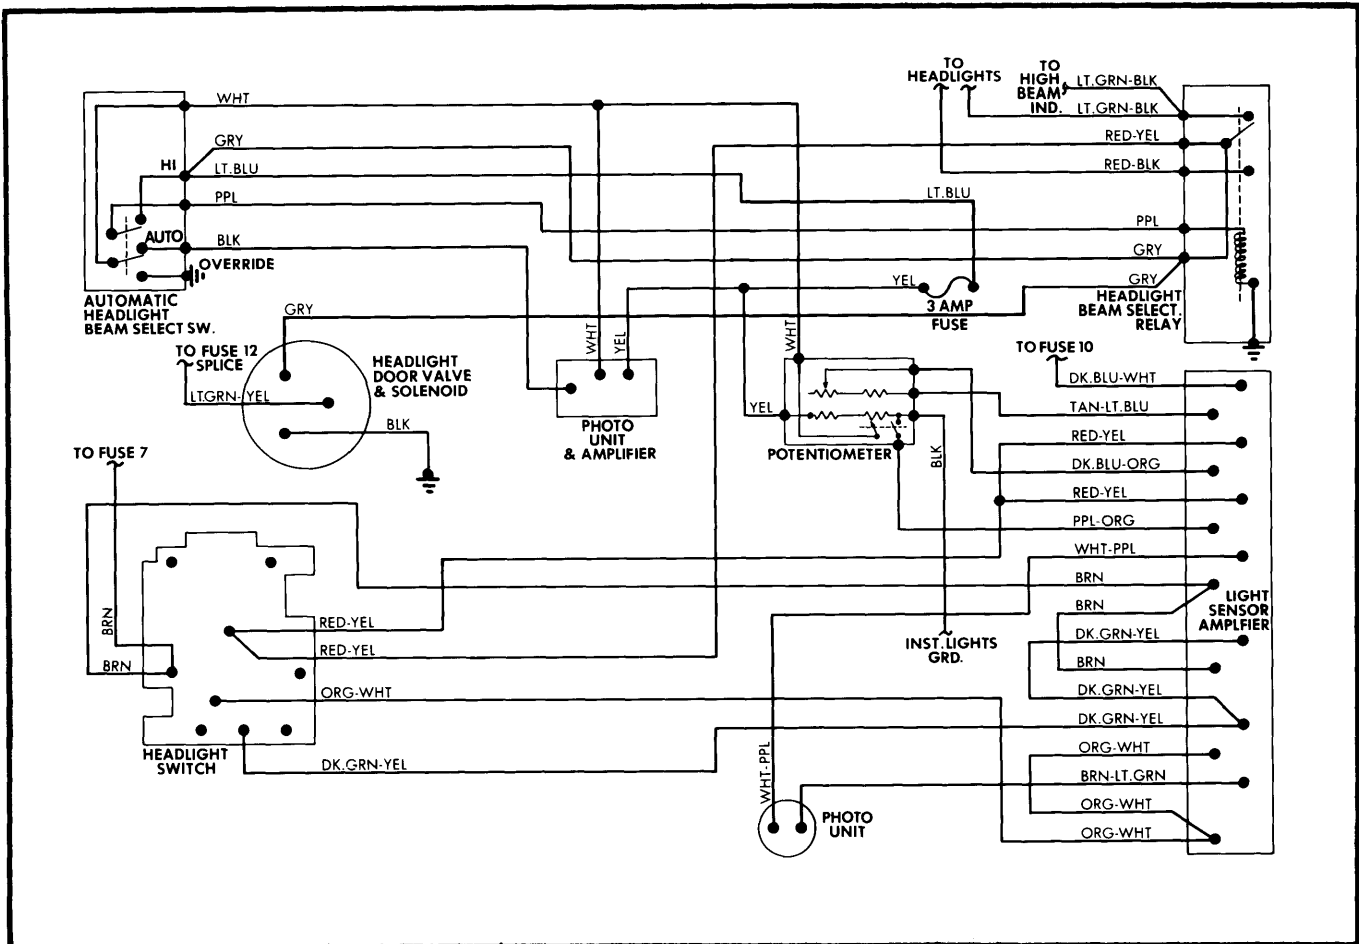 TO
HEADLIGHTS
TO
HIGH
BEAM
IND.
LT.GRN-BLK
LT.GRN-BLK
RED-YEL
RED-BLK
PPL
GRY
GRY
HEADLIGHT
BEAM SELECT.
RELAY
WHT
GRY
HI
LT.BLU
PPL
AUTO
BLK
OVERRIDE
AUTOMATIC
HEADLIGHT
BEAM SELECT SW.
LT.BLU
YEL
3 AMP
FUSE
GRY
TO FUSE 12
SPLICE
LT.GRN-YEL
HEADLIGHT
DOOR VALVE
& SOLENOID
BLK
WHT
YEL
PHOTO
UNIT
& AMPLIFIER
WHT
YEL
POTENTIOMETER
BLK
TO FUSE 10
DK.BLU-WHT
TAN-LT.BLU
RED-YEL
DK.BLU-ORG
RED-YEL
PPL-ORG
WHT-PPL
BRN
BRN
DK.GRN-YEL
BRN
DK.GRN-YEL
DK.GRN-YEL
ORG-WHT
BRN-LT.GRN
ORG-WHT
ORG-WHT
LIGHT
SENSOR
AMPLFIER
INST.LIGHTS
GRD.
TO FUSE 7
BRN
BRN
RED-YEL
RED-YEL
ORG-WHT
DK.GRN-YEL
HEADLIGHT
SWITCH
WHT-PPL
PHOTO
UNIT